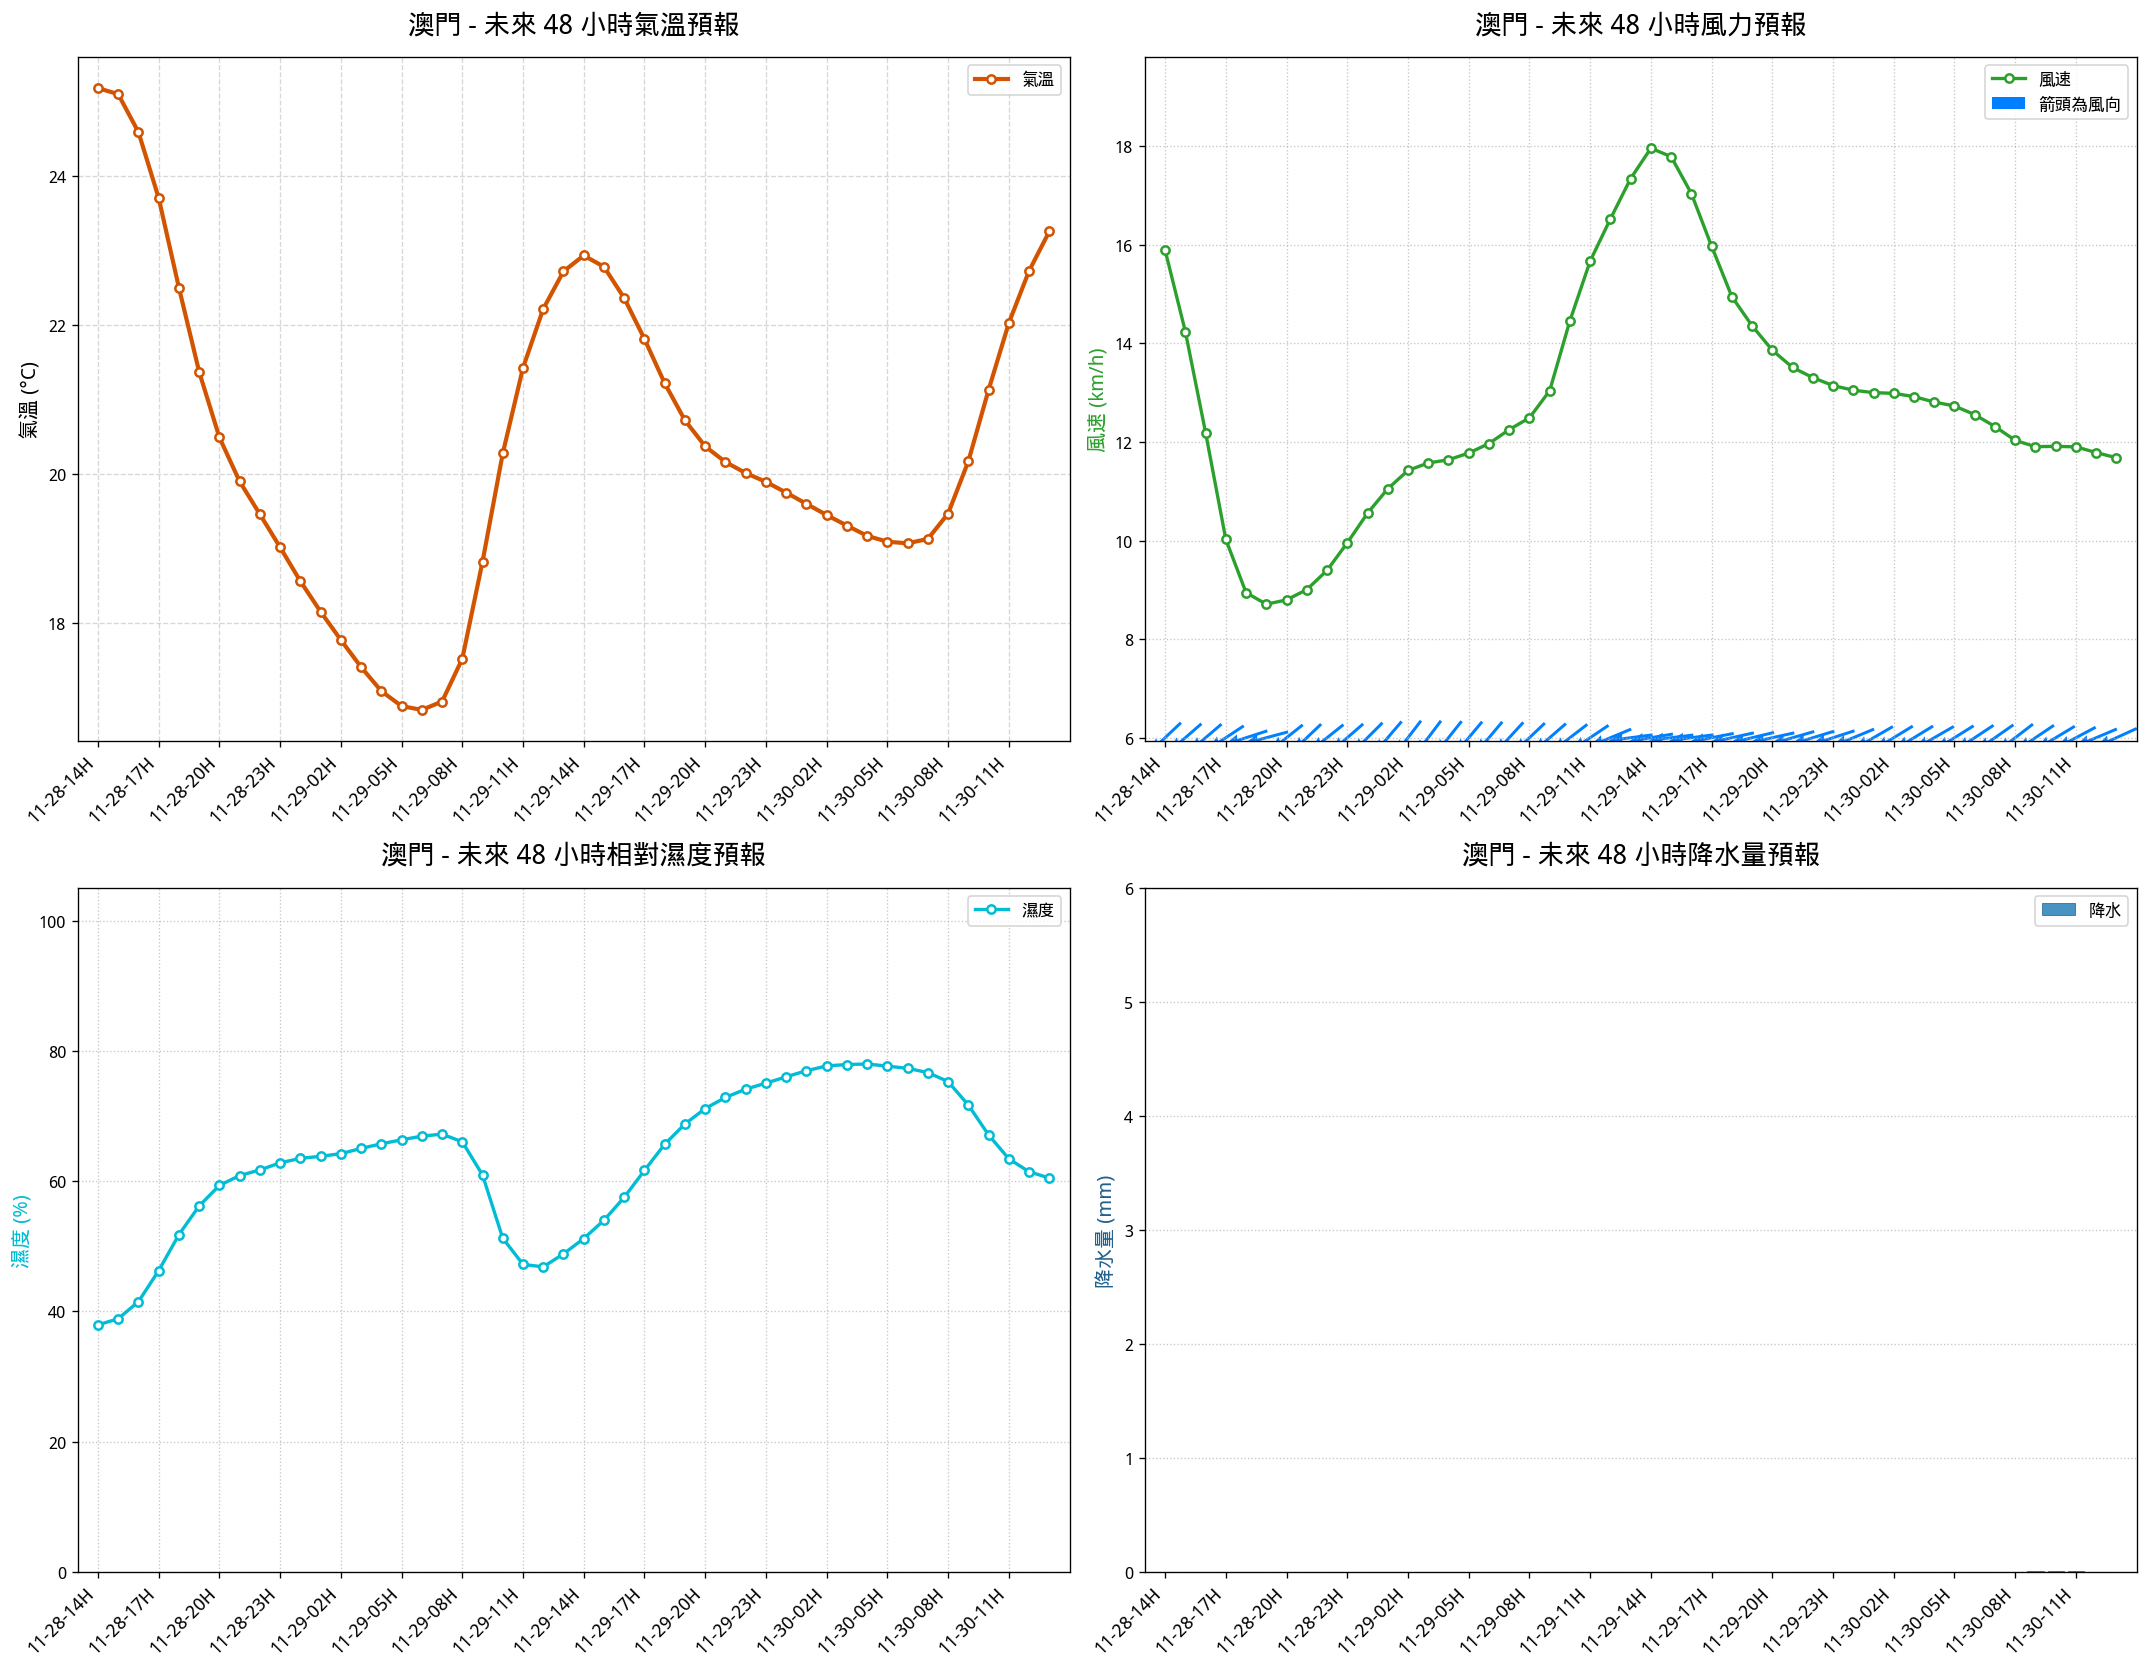 澳門 - 未來 48 小時氣溫預報
氣溫
氣溫 (°C)
24
22
20
18
11-28-14H
11-28-17H
11-28-20H
11-28-23H
11-29-02H
11-29-05H
11-29-08H
11-29-11H
11-29-14H
11-29-17H
11-29-20H
11-29-23H
11-30-02H
11-30-05H
11-30-08H
11-30-11H
澳門 - 未來 48 小時風力預報
風速
箭頭為風向
風速 (km/h)
18
16
14
12
10
8
6
11-28-14H
11-28-17H
11-28-20H
11-28-23H
11-29-02H
11-29-05H
11-29-08H
11-29-11H
11-29-14H
11-29-17H
11-29-20H
11-29-23H
11-30-02H
11-30-05H
11-30-08H
11-30-11H
澳門 - 未來 48 小時相對濕度預報
濕度
濕度 (%)
100
80
60
40
20
0
11-28-14H
11-28-17H
11-28-20H
11-28-23H
11-29-02H
11-29-05H
11-29-08H
11-29-11H
11-29-14H
11-29-17H
11-29-20H
11-29-23H
11-30-02H
11-30-05H
11-30-08H
11-30-11H
澳門 - 未來 48 小時降水量預報
降水
降水量 (mm)
6
5
4
3
2
1
0
11-28-14H
11-28-17H
11-28-20H
11-28-23H
11-29-02H
11-29-05H
11-29-08H
11-29-11H
11-29-14H
11-29-17H
11-29-20H
11-29-23H
11-30-02H
11-30-05H
11-30-08H
11-30-11H